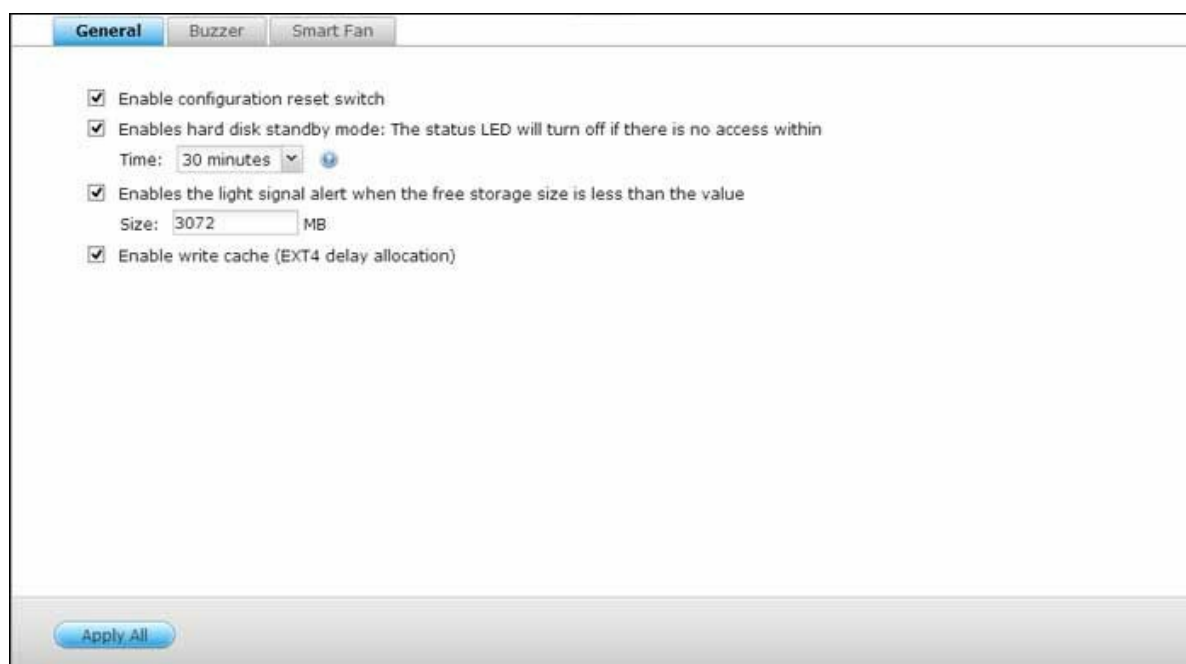 General Buzzer Smart Fan
Enable configuration reset switch
Enables hard disk standby mode: The status LED will turn off if there is no access within
Time: 30 minutes
Enables the light signal alert when the free storage size is less than the value
Size: 3072 MB
Enable write cache (EXT4 delay allocation)
Apply All